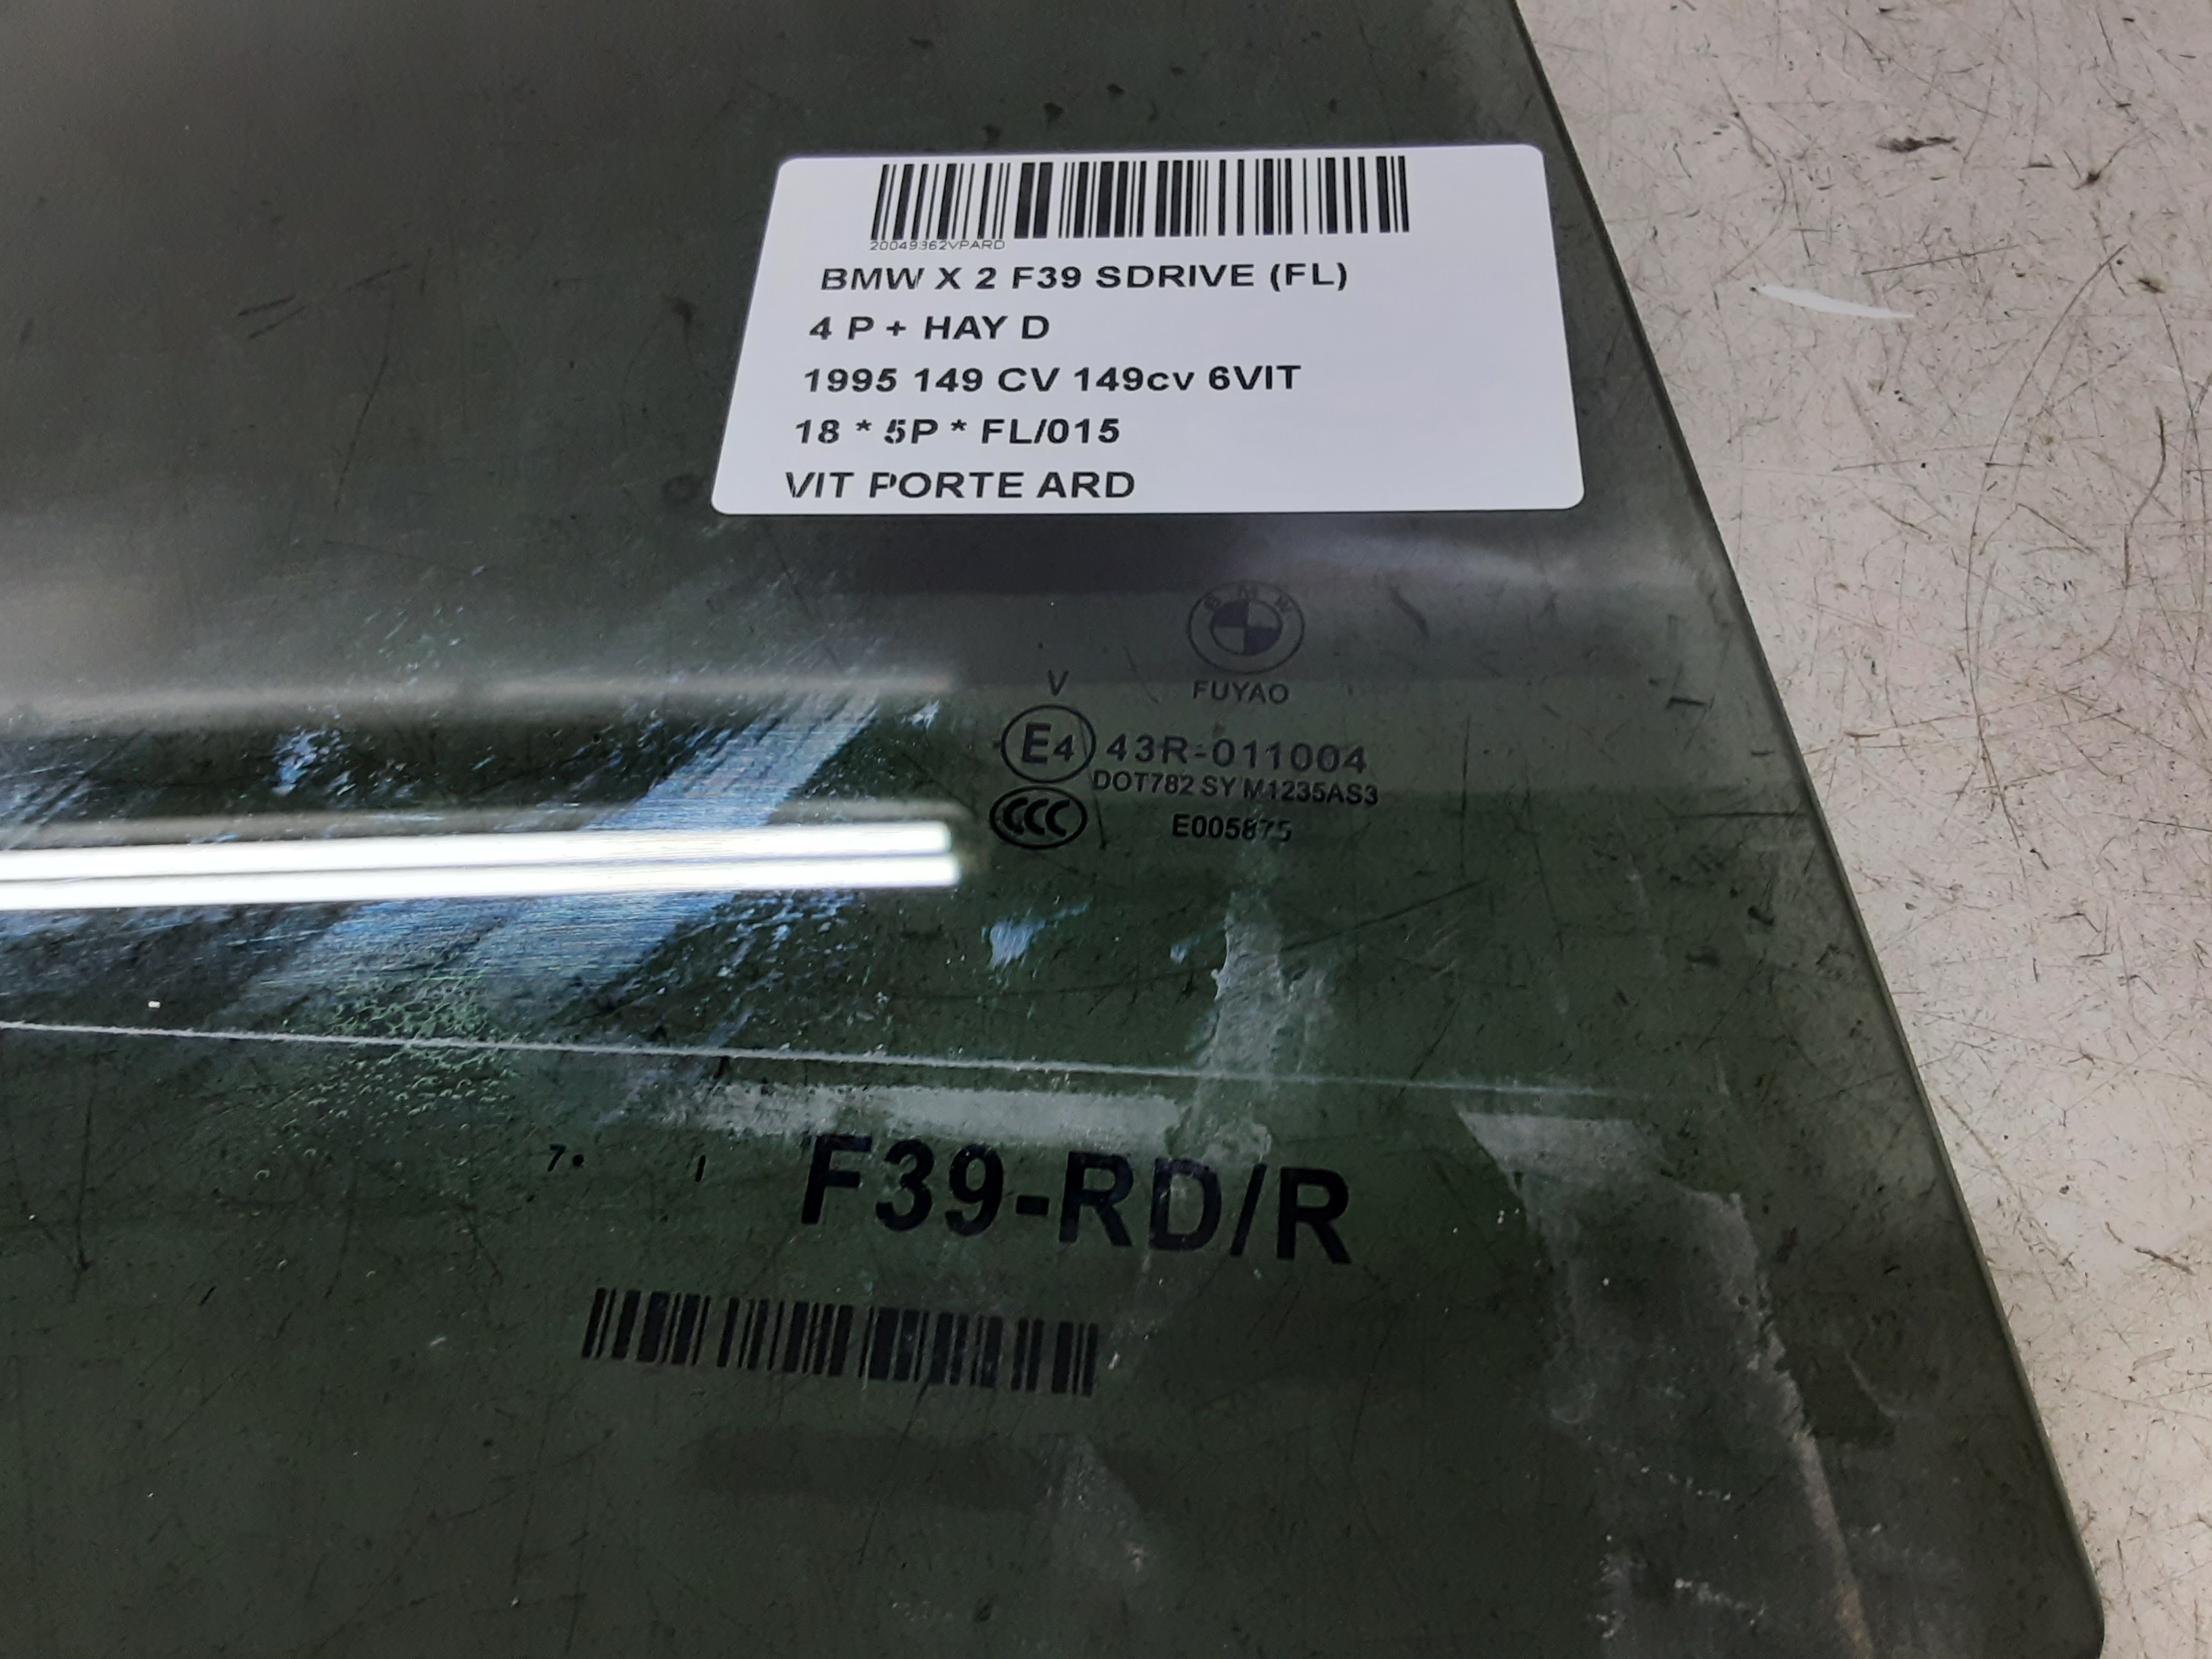 20049362VPARD
BMW X 2 F39 SDRIVE (FL)
4 P + HAY D
1995 149 CV 149cv 6VIT
18 * 5P * FL/015
VIT PORTE ARD
BMW
FUYAO
V
E4 43R-011004
DOT782 SY M1235AS3
CCC E005875
7• I
F39-RD/R